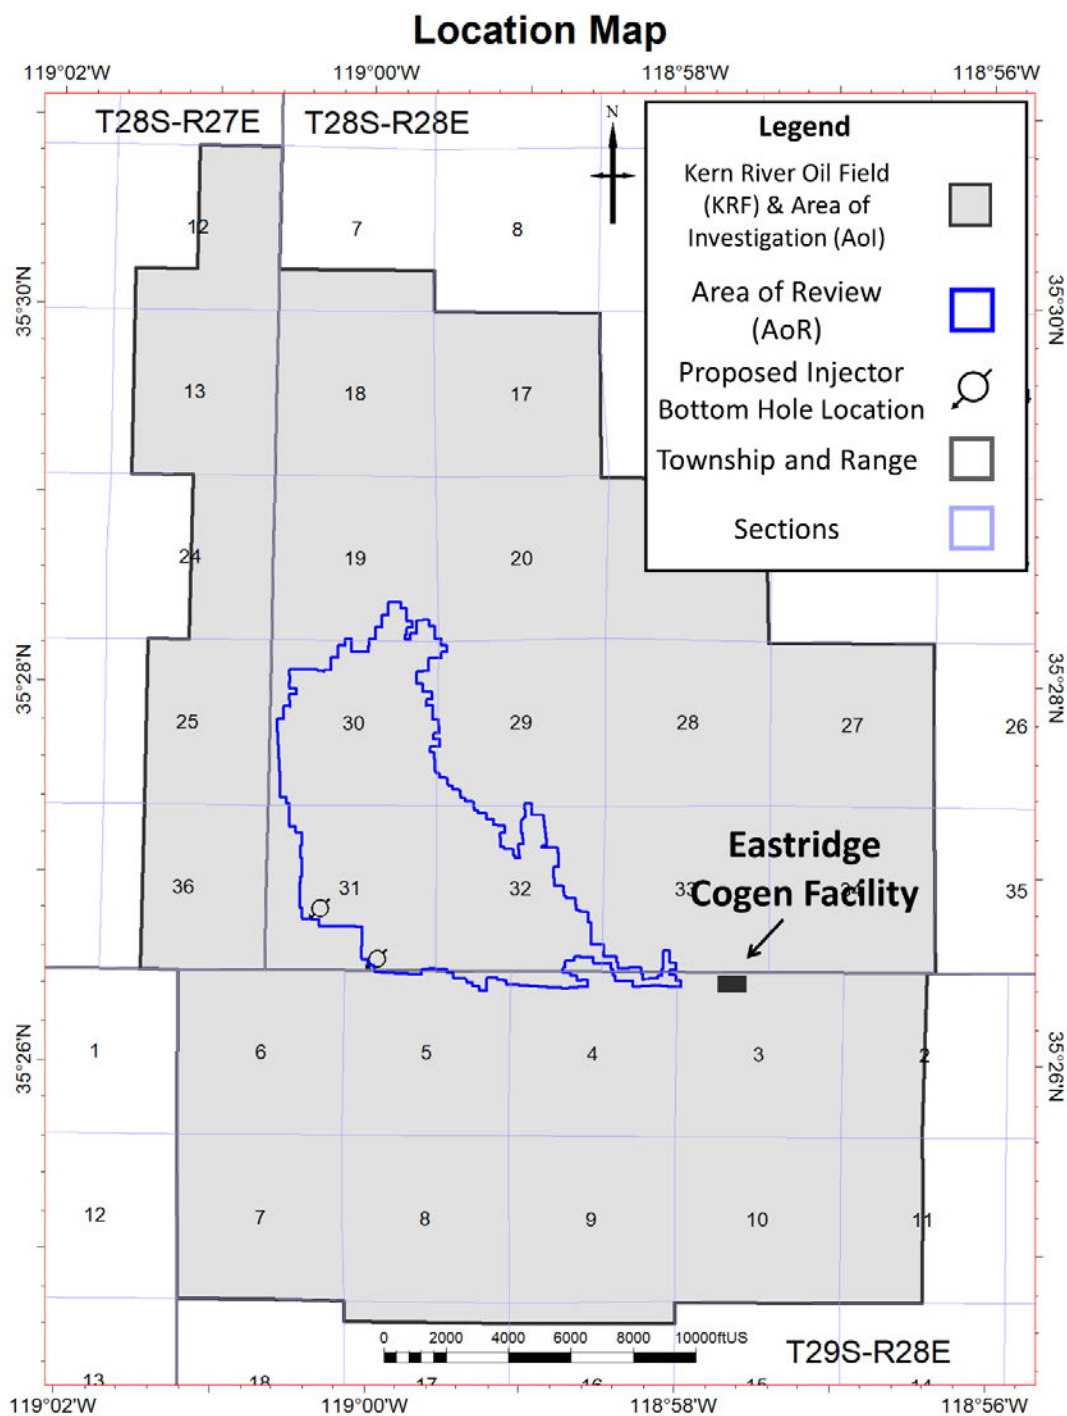 Location Map
119°02'W 119°00'W 118°58'W 118°56'W
T28S-R27E T28S-R28E
N
Legend
Kern River Oil Field
(KRF) & Area of
Investigation (AoI)
Area of Review
(AoR)
Proposed Injector
Bottom Hole Location
Township and Range
Sections
12 7 8
35°30'N 35°30'N
13 18 17
24 19 20
35°28'N 35°28'N
25 30 29 28 27 26
Eastridge
Cogen Facility
36 31 32 33 34 35
35°26'N 35°26'N
1 6 5 4 3 2
12 7 8 9 10 11
0 2000 4000 6000 8000 10000ftUS
T29S-R28E
13 18 17 16 15 14
119°02'W 119°00'W 118°58'W 118°56'W